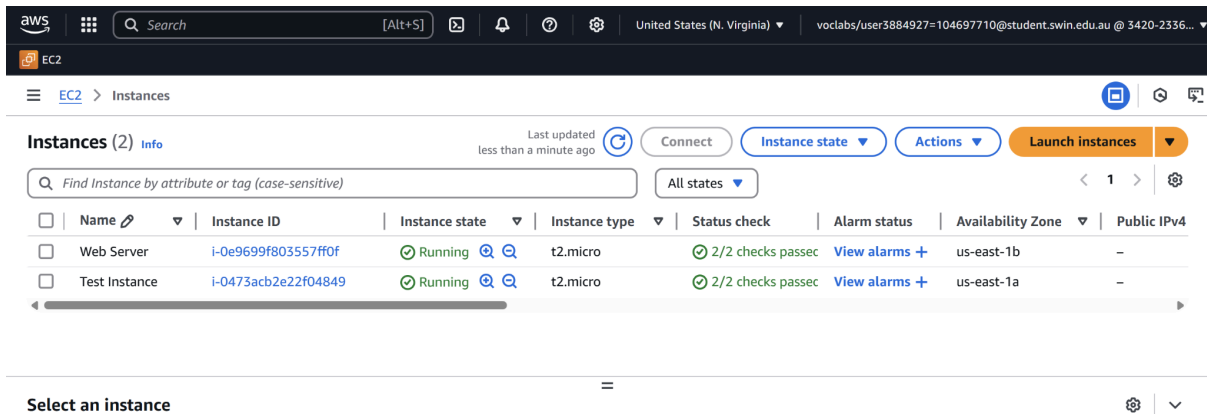 aws Search [Alt+S] United States (N. Virginia) voclabs/user3884927=104697710@student.swin.edu.au @ 3420-2336...
EC2
EC2 > Instances
Instances (2) Info Last updated less than a minute ago Connect Instance state Actions Launch instances
Find Instance by attribute or tag (case-sensitive) All states < 1 >
Name Instance ID Instance state Instance type Status check Alarm status Availability Zone Public IPv4
Web Server i-0e9699f803557ff0f Running t2.micro 2/2 checks passec View alarms + us-east-1b –
Test Instance i-0473acb2e22f04849 Running t2.micro 2/2 checks passec View alarms + us-east-1a –
Select an instance